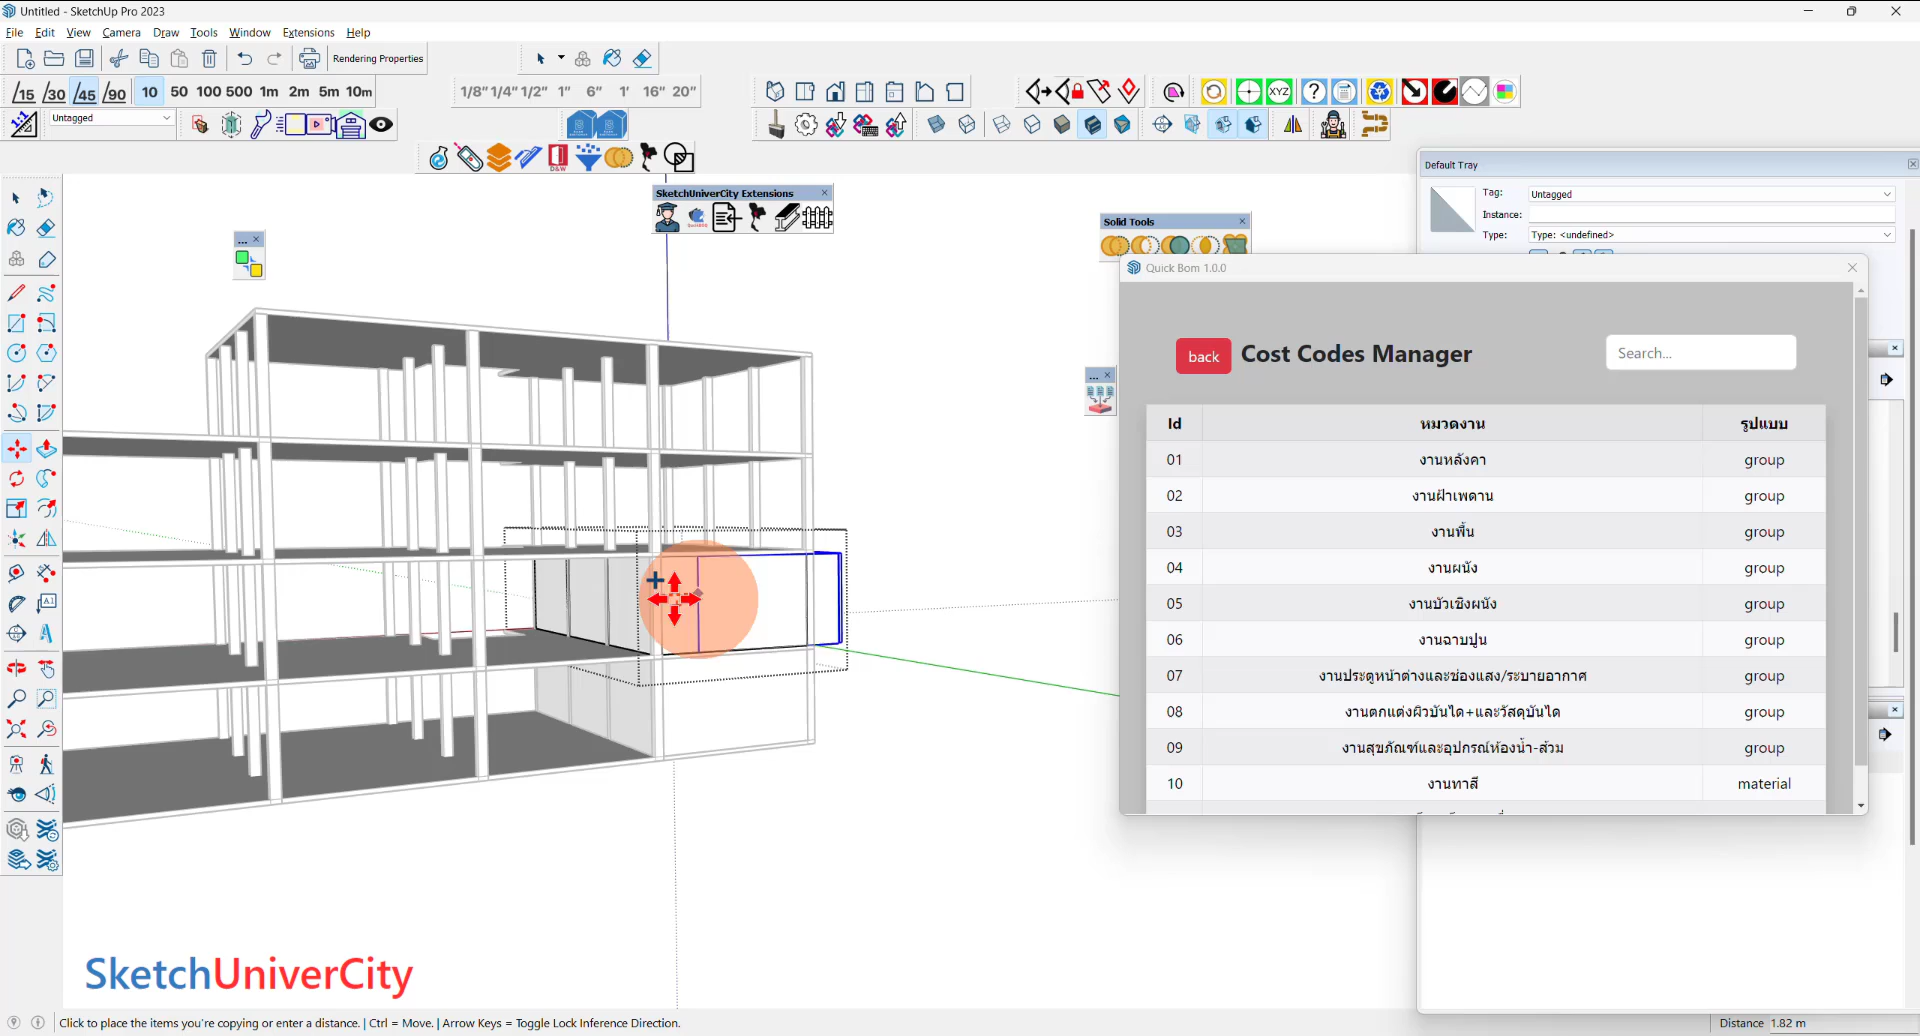 Untitled - SketchUp Pro 2023
File Edit View Camera Draw Tools Window Extensions Help
Rendering Properties
/15 /30 /45 /90 10 50 100 500 1m 2m 5m 10m
1/8" 1/4" 1/2" 1" 6" 1' 16" 20"
XYZ
Untagged
D&W
SketchUniverCity Extensions
Solid Tools
...
...
Default Tray
Tag: Untagged
Instance:
Type: Type: <undefined>
Quick Bom 1.0.0
back Cost Codes Manager
Search...
Id หมวดงาน รูปแบบ
01 งานหลังคา group
02 งานฝ้าเพดาน group
03 งานพื้น group
04 งานผนัง group
05 งานบัวเชิงผนัง group
06 งานฉาบปูน group
07 งานประตูหน้าต่างและช่องแสง/ระบายอากาศ group
08 งานตกแต่งผิวบันได+และวัสดุบันได group
09 งานสุขภัณฑ์และอุปกรณ์ห้องน้ำ-ส้วม group
10 งานทาสี material
A1
SketchUniverCity
Click to place the items you're copying or enter a distance. | Ctrl = Move. | Arrow Keys = Toggle Lock Inference Direction.
Distance 1.82 m